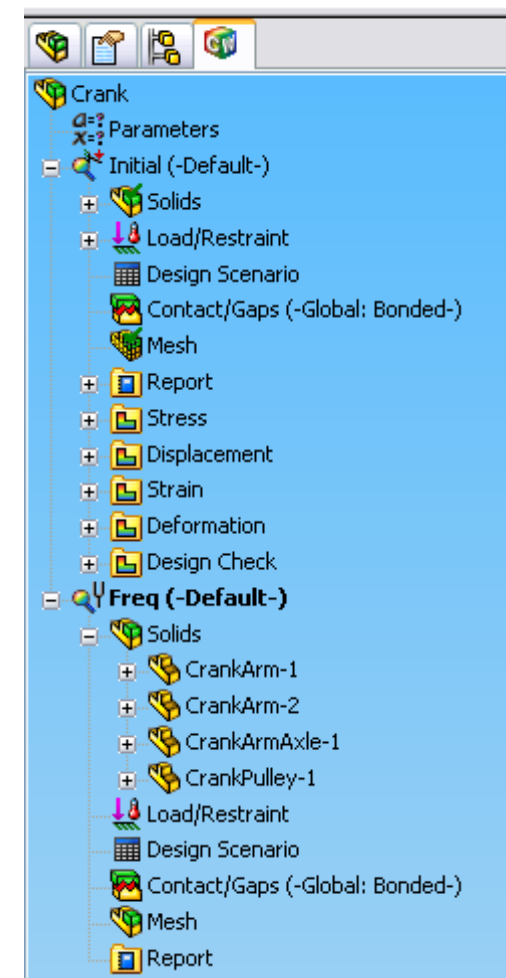 Crank
a=?
x=?
Parameters
Initial (-Default-)
Solids
Load/Restraint
Design Scenario
Contact/Gaps (-Global: Bonded-)
Mesh
Report
Stress
Displacement
Strain
Deformation
Design Check
Freq (-Default-)
Solids
CrankArm-1
CrankArm-2
CrankArmAxle-1
CrankPulley-1
Load/Restraint
Design Scenario
Contact/Gaps (-Global: Bonded-)
Mesh
Report